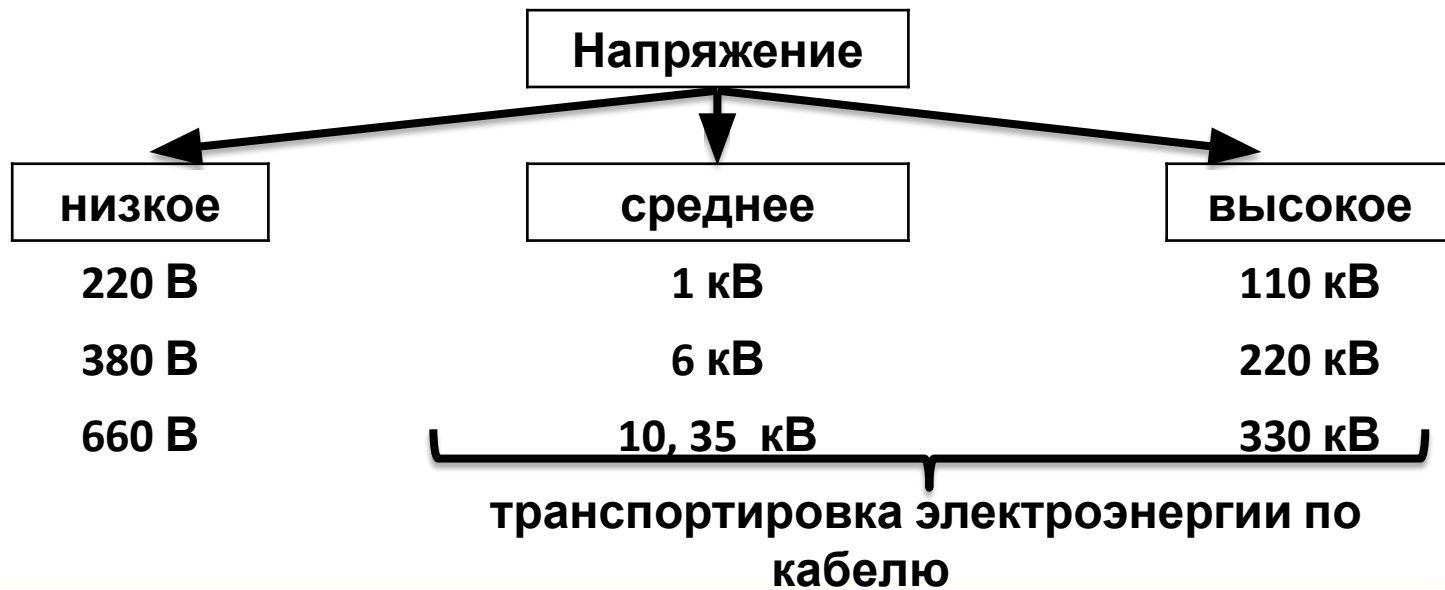 Напряжение
низкое среднее высокое
220 В 1 кВ 110 кВ
380 В 6 кВ 220 кВ
660 В 10, 35 кВ 330 кВ
транспортировка электроэнергии по
кабелю